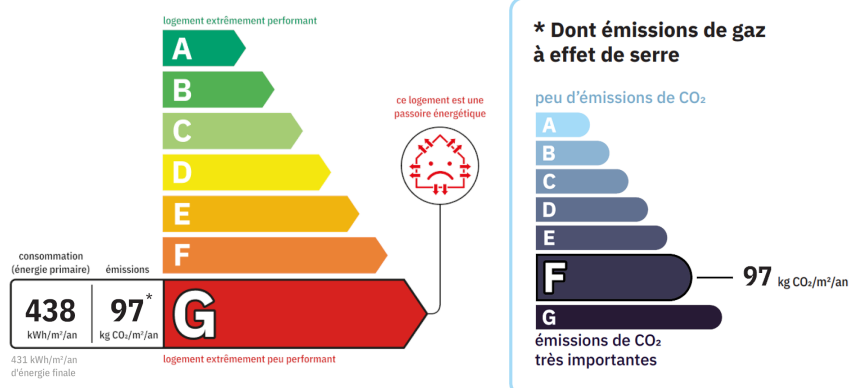 logement extrêmement performant
A
B
C
D
E
F
G
ce logement est une
passoire énergétique
consommation
(énergie primaire)
émissions
438
kWh/m²/an
97*
kg CO₂/m²/an
431 kWh/m²/an
d'énergie finale
logement extrêmement peu performant
* Dont émissions de gaz
à effet de serre
peu d'émissions de CO₂
A
B
C
D
E
F
97 kg CO₂/m²/an
G
émissions de CO₂
très importantes